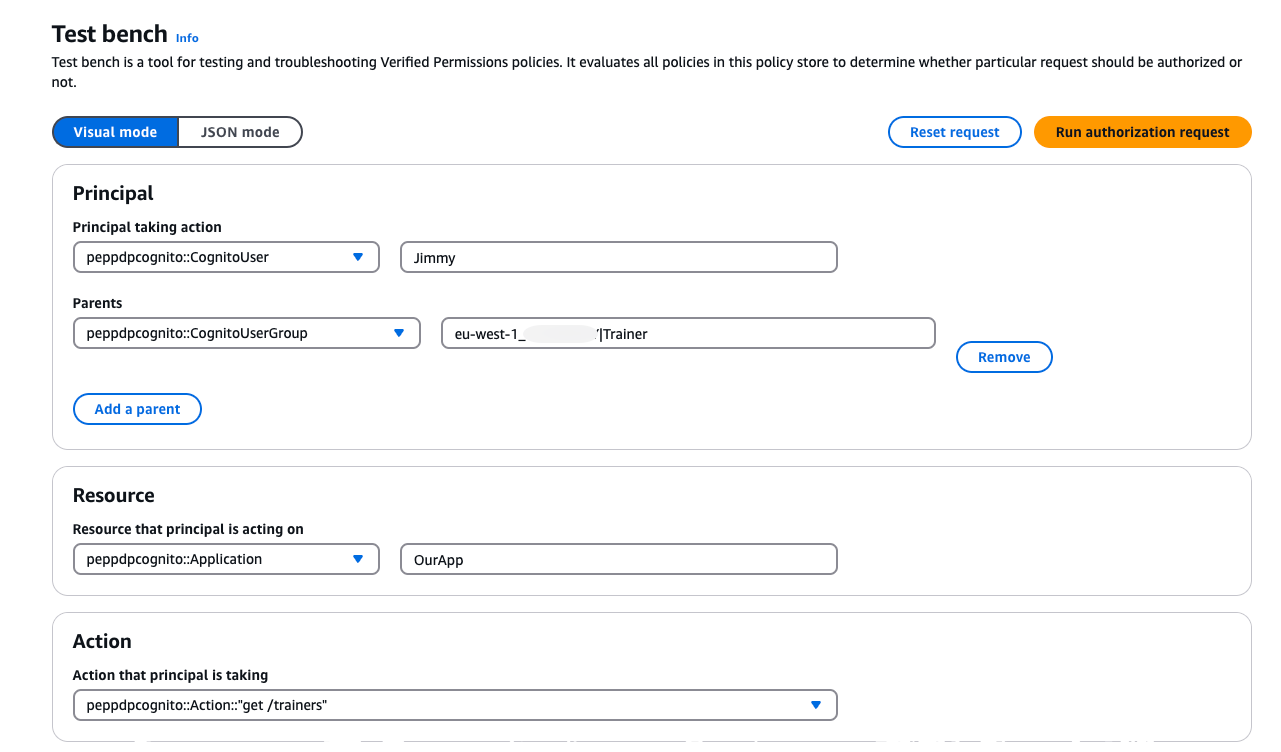 Test bench Info
Test bench is a tool for testing and troubleshooting Verified Permissions policies. It evaluates all policies in this policy store to determine whether particular request should be authorized or
not.
Visual mode JSON mode Reset request Run authorization request
Principal
Principal taking action
peppdpcognito::CognitoUser Jimmy
Parents
peppdpcognito::CognitoUserGroup eu-west-1_ |Trainer
Remove
Add a parent
Resource
Resource that principal is acting on
peppdpcognito::Application OurApp
Action
Action that principal is taking
peppdpcognito::Action::"get /trainers"